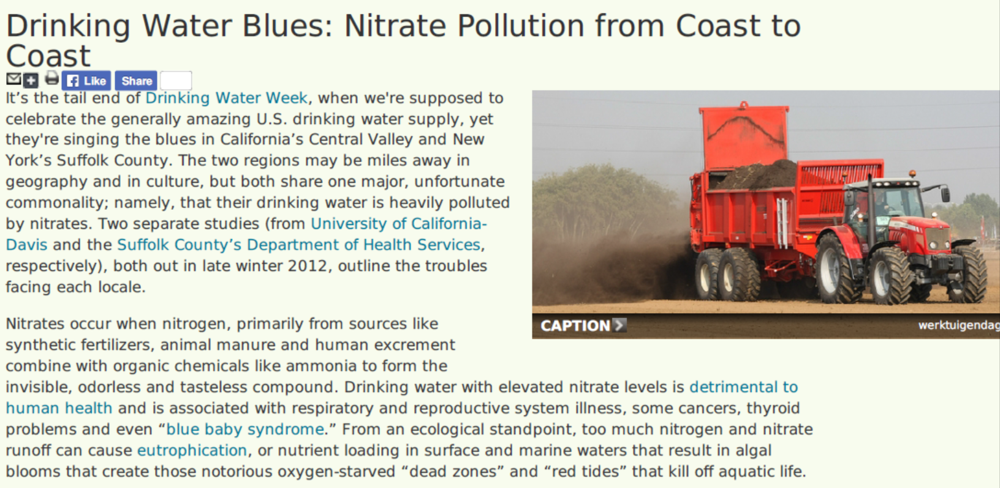 Drinking Water Blues: Nitrate Pollution from Coast to
Coast
Like Share
It’s the tail end of Drinking Water Week, when we're supposed to
celebrate the generally amazing U.S. drinking water supply, yet
they're singing the blues in California’s Central Valley and New
York’s Suffolk County. The two regions may be miles away in
geography and in culture, but both share one major, unfortunate
commonality; namely, that their drinking water is heavily polluted
by nitrates. Two separate studies (from University of California-
Davis and the Suffolk County’s Department of Health Services,
respectively), both out in late winter 2012, outline the troubles
facing each locale.
CAPTION
werktuigendag
Nitrates occur when nitrogen, primarily from sources like
synthetic fertilizers, animal manure and human excrement
combine with organic chemicals like ammonia to form the
invisible, odorless and tasteless compound. Drinking water with elevated nitrate levels is detrimental to
human health and is associated with respiratory and reproductive system illness, some cancers, thyroid
problems and even “blue baby syndrome.” From an ecological standpoint, too much nitrogen and nitrate
runoff can cause eutrophication, or nutrient loading in surface and marine waters that result in algal
blooms that create those notorious oxygen-starved “dead zones” and “red tides” that kill off aquatic life.